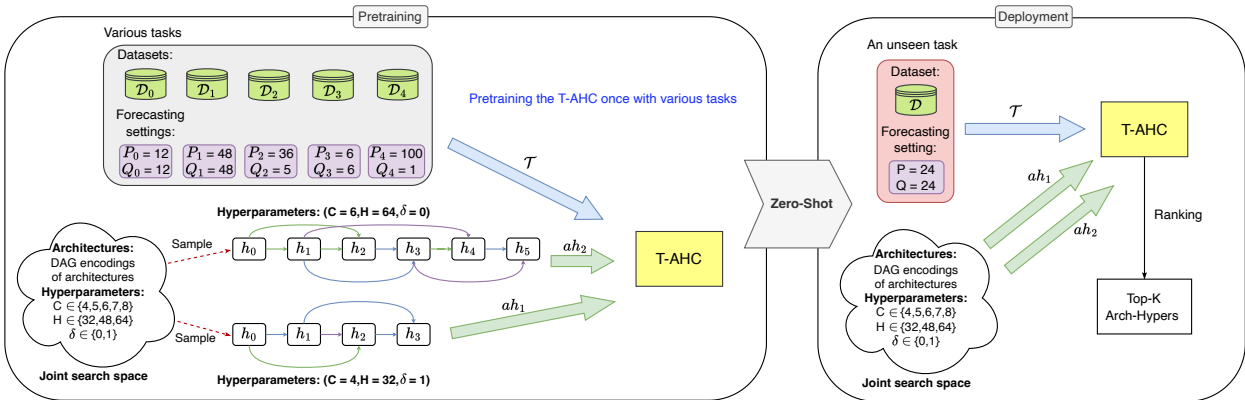 Pretraining
Various tasks
Datasets:
𝒟₀ 𝒟₁ 𝒟₂ 𝒟₃ 𝒟₄
Forecasting
settings:
P₀ = 12 P₁ = 48 P₂ = 36 P₃ = 6 P₄ = 100
Q₀ = 12 Q₁ = 48 Q₂ = 5 Q₃ = 6 Q₄ = 1
Pretraining the T-AHC once with various tasks
𝒯
Hyperparameters: (C = 6,H = 64,δ = 0)
Sample
h₀ h₁ h₂ h₃ h₄ h₅
ah₂
T-AHC
Architectures:
DAG encodings
of architectures
Hyperparameters:
C ∈ {4,5,6,7,8}
H ∈ {32,48,64}
δ ∈ {0,1}
Joint search space
Sample
h₀ h₁ h₂ h₃
ah₁
Hyperparameters: (C = 4,H = 32,δ = 1)
Zero-Shot
Deployment
An unseen task
Dataset:
𝒟
Forecasting
setting:
P = 24
Q = 24
𝒯
T-AHC
ah₁
ah₂
Ranking
Top-K
Arch-Hypers
Architectures:
DAG encodings
of architectures
Hyperparameters:
C ∈ {4,5,6,7,8}
H ∈ {32,48,64}
δ ∈ {0,1}
Joint search space